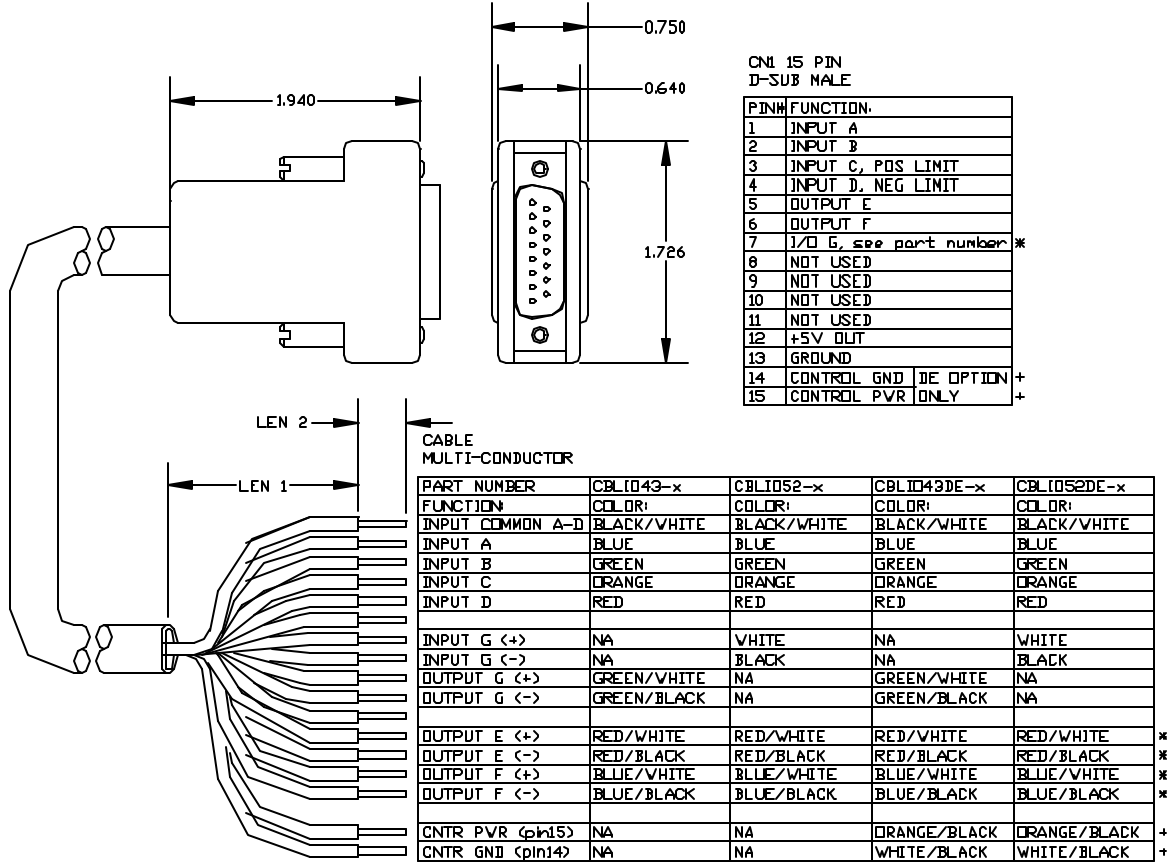 0.750
0.640
1.940
1.726
CN1 15 PIN
D-SUB MALE
PIN# FUNCTION:
1 INPUT A
2 INPUT B
3 INPUT C, POS LIMIT
4 INPUT D, NEG LIMIT
5 OUTPUT E
6 OUTPUT F
7 I/O G, see part number *
8 NOT USED
9 NOT USED
10 NOT USED
11 NOT USED
12 +5V OUT
13 GROUND
14 CONTROL GND DE OPTION +
15 CONTROL PWR ONLY +
LEN 2
LEN 1
CABLE
MULTI-CONDUCTOR
PART NUMBER CBLIO43-x CBLIO52-x CBLIO43DE-x CBLIO52DE-x
FUNCTION: COLOR: COLOR: COLOR: COLOR:
INPUT COMMON A-D BLACK/WHITE BLACK/WHITE BLACK/WHITE BLACK/WHITE
INPUT A BLUE BLUE BLUE BLUE
INPUT B GREEN GREEN GREEN GREEN
INPUT C ORANGE ORANGE ORANGE ORANGE
INPUT D RED RED RED RED
INPUT G (+) NA WHITE NA WHITE
INPUT G (-) NA BLACK NA BLACK
OUTPUT G (+) GREEN/WHITE NA GREEN/WHITE NA
OUTPUT G (-) GREEN/BLACK NA GREEN/BLACK NA
OUTPUT E (+) RED/WHITE RED/WHITE RED/WHITE RED/WHITE *
OUTPUT E (-) RED/BLACK RED/BLACK RED/BLACK RED/BLACK *
OUTPUT F (+) BLUE/WHITE BLUE/WHITE BLUE/WHITE BLUE/WHITE *
OUTPUT F (-) BLUE/BLACK BLUE/BLACK BLUE/BLACK BLUE/BLACK *
CNTR PWR (pin15) NA NA ORANGE/BLACK ORANGE/BLACK +
CNTR GND (pin14) NA NA WHITE/BLACK WHITE/BLACK +